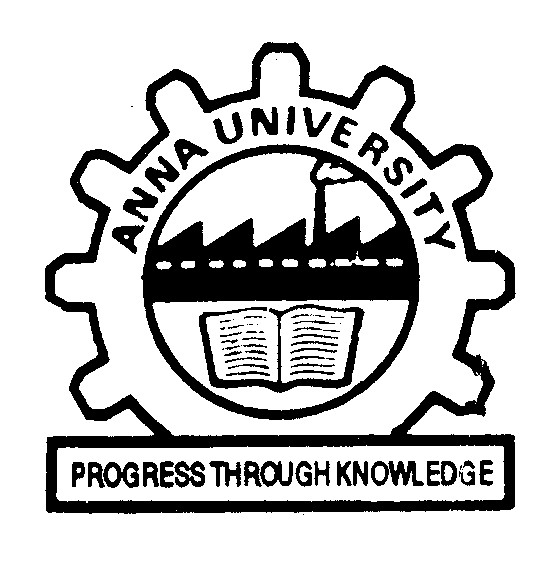 ANNA UNIVERSITY
PROGRESS THROUGH KNOWLEDGE